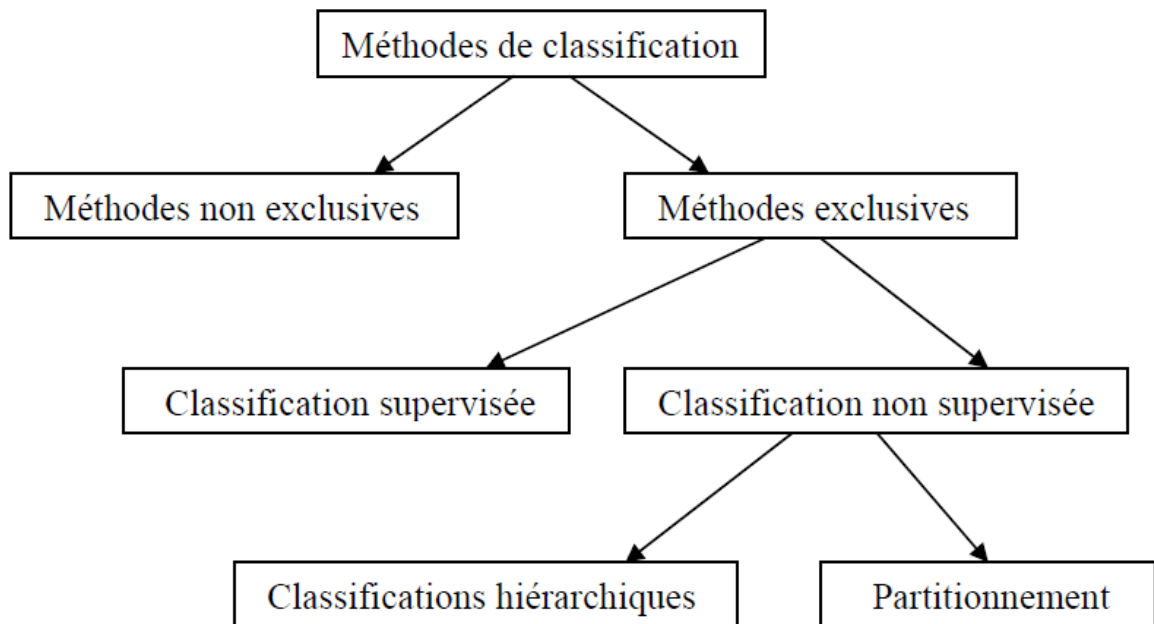 Méthodes de classification
Méthodes non exclusives
Méthodes exclusives
Classification supervisée
Classification non supervisée
Classifications hiérarchiques
Partitionnement